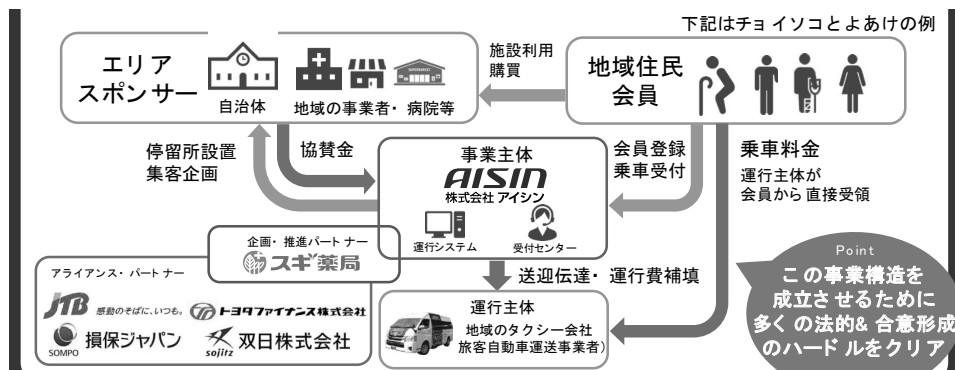 下記はチョイソコとよあけの例
エリア
スポンサー
自治体
SUPERMARKET
地域の事業者・病院等
施設利用
購買
地域住民
会員
停留所設置
集客企画
協賛金
事業主体
AISIN
株式会社 アイシン
運行システム
受付センター
会員登録
乗車受付
乗車料金
運行主体が
会員から直接受領
企画・推進パートナー
スギ薬局
アライアンス・パートナー
JTB 感動のそばに、いつも。
トヨタファイナンス株式会社
SOMPO 損保ジャパン
sojitz 双日株式会社
送迎伝達・運行費補填
運行主体
地域のタクシー会社
旅客自動車運送事業者)
Point
この事業構造を
成立させるために
多くの法的&合意形成
のハードルをクリア